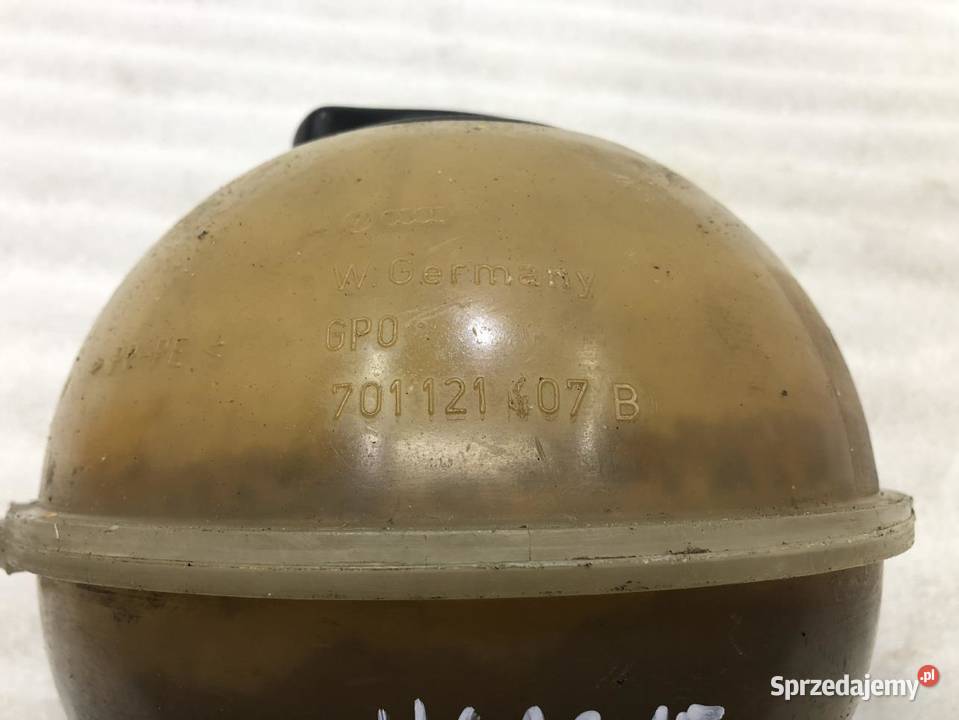 W. Germany
GPO
701 121 407 B
Sprzedajemy.pl